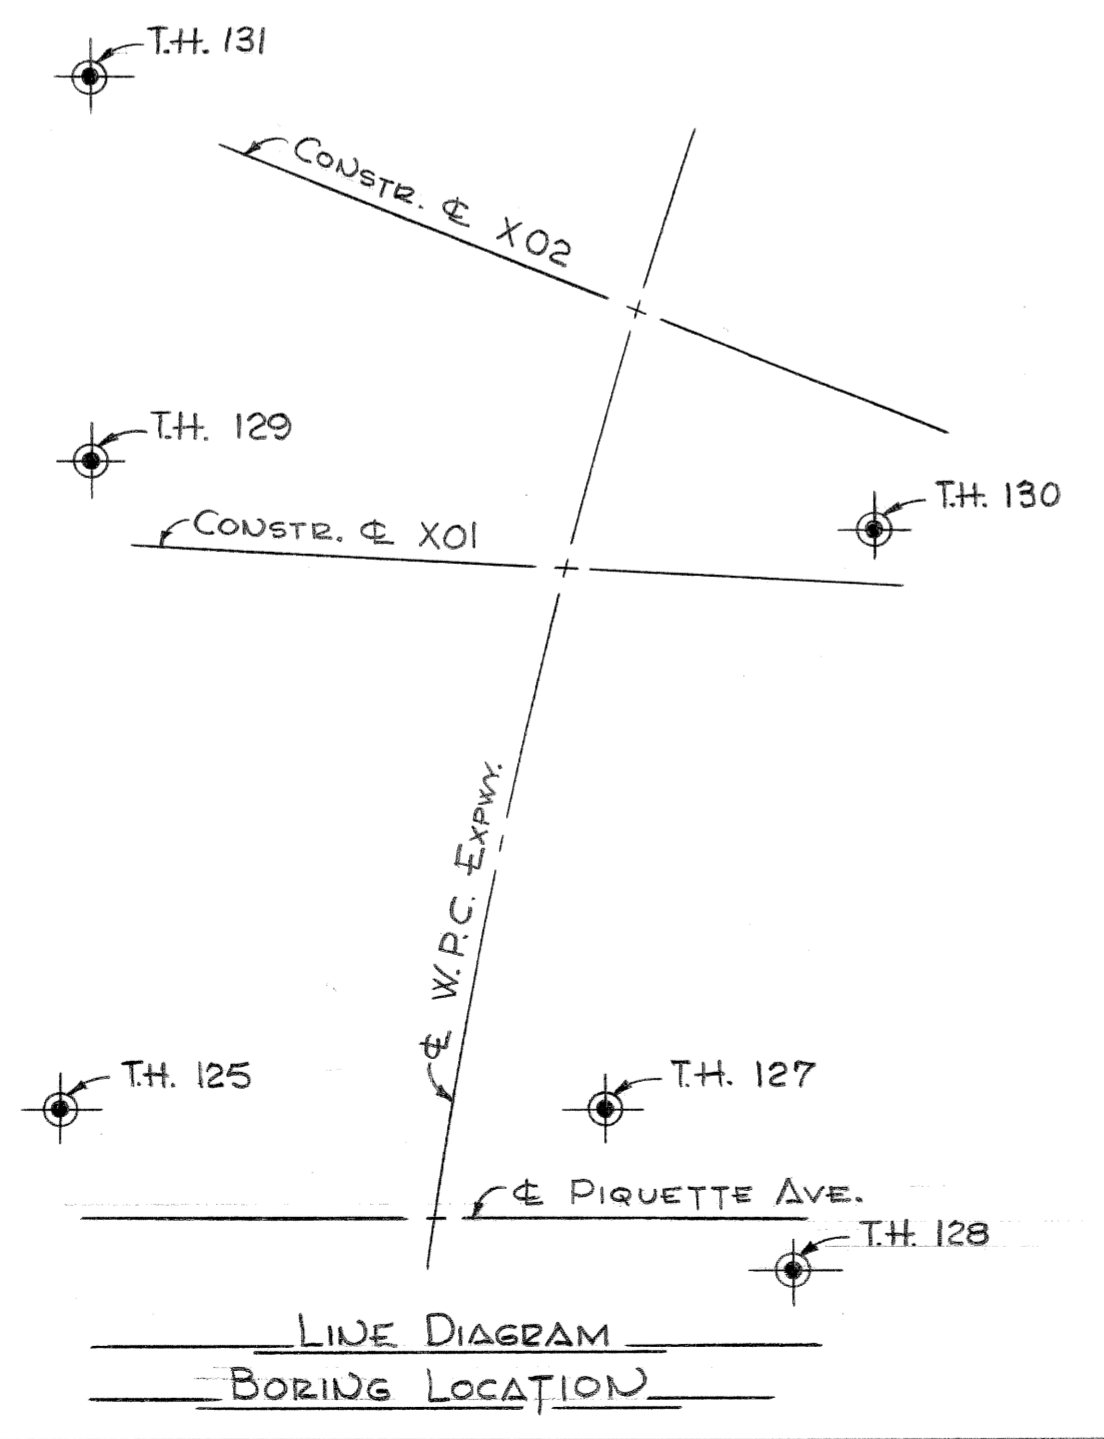 T.H. 131
CONSTR. ℄ X02
T.H. 129
T.H. 130
CONSTR. ℄ X01
℄ W.P.C. EXPWY.
T.H. 125
T.H. 127
℄ PIQUETTE AVE.
T.H. 128
LINE DIAGRAM
BORING LOCATION